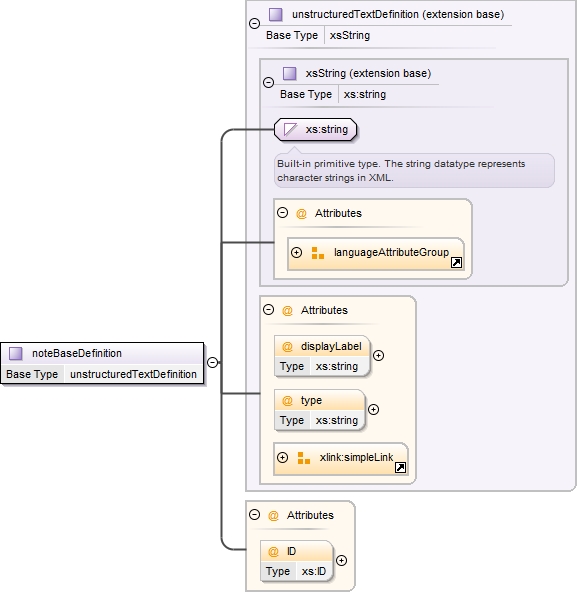 unstructuredTextDefinition (extension base)
Base Type xsString
xsString (extension base)
Base Type xs:string
xs:string
Built-in primitive type. The string datatype represents
character strings in XML.
@ Attributes
languageAttributeGroup
@ Attributes
@ displayLabel
Type xs:string
@ type
Type xs:string
xlink:simpleLink
noteBaseDefinition
Base Type unstructuredTextDefinition
@ Attributes
@ ID
Type xs:ID